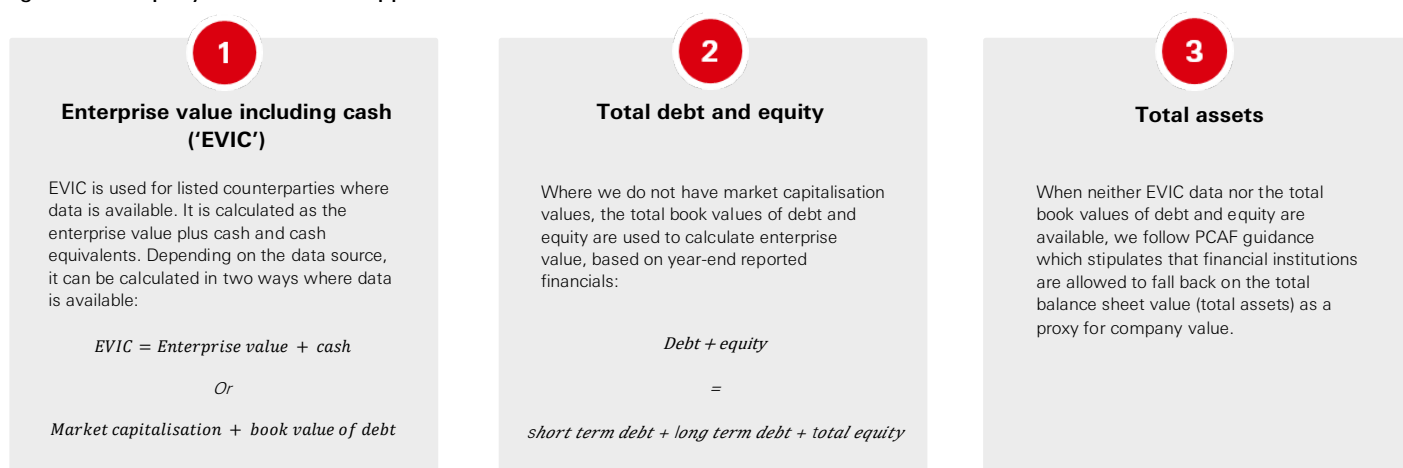 1
Enterprise value including cash
(‘EVIC’)
EVIC is used for listed counterparties where
data is available. It is calculated as the
enterprise value plus cash and cash
equivalents. Depending on the data source,
it can be calculated in two ways where data
is available:
EVIC = Enterprise value + cash
Or
Market capitalisation + book value of debt
2
Total debt and equity
Where we do not have market capitalisation
values, the total book values of debt and
equity are used to calculate enterprise
value, based on year-end reported
financials:
Debt + equity
=
short term debt + long term debt + total equity
3
Total assets
When neither EVIC data nor the total
book values of debt and equity are
available, we follow PCAF guidance
which stipulates that financial institutions
are allowed to fall back on the total
balance sheet value (total assets) as a
proxy for company value.